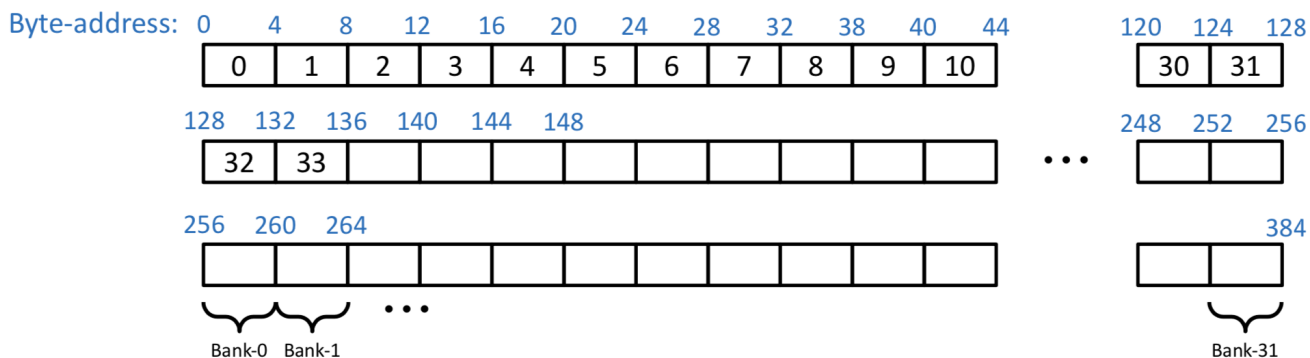 Byte-address: 0 4 8 12 16 20 24 28 32 38 40 44 120 124 128
0 1 2 3 4 5 6 7 8 9 10 30 31
128 132 136 140 144 148 248 252 256
32 33 •••
256 260 264 384
•••
Bank-0 Bank-1 Bank-31